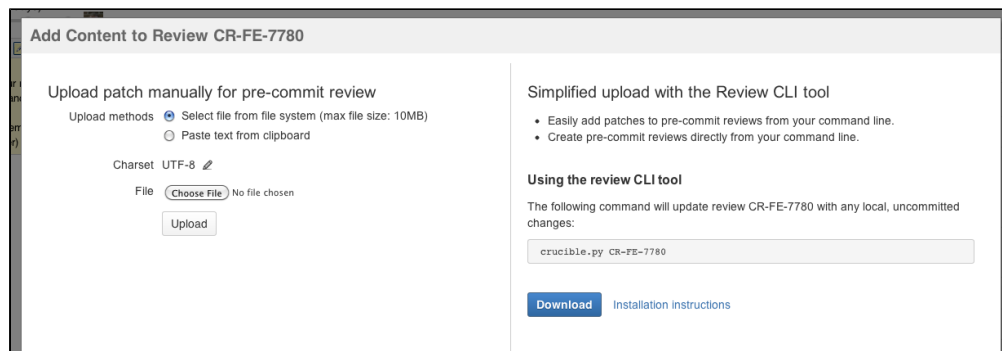 Add Content to Review CR-FE-7780
Upload patch manually for pre-commit review
Upload methods Select file from file system (max file size: 10MB)
Paste text from clipboard
Charset UTF-8
File Choose File No file chosen
Upload
Simplified upload with the Review CLI tool
• Easily add patches to pre-commit reviews from your command line.
• Create pre-commit reviews directly from your command line.
Using the review CLI tool
The following command will update review CR-FE-7780 with any local, uncommitted
changes:
crucible.py CR-FE-7780
Download Installation instructions